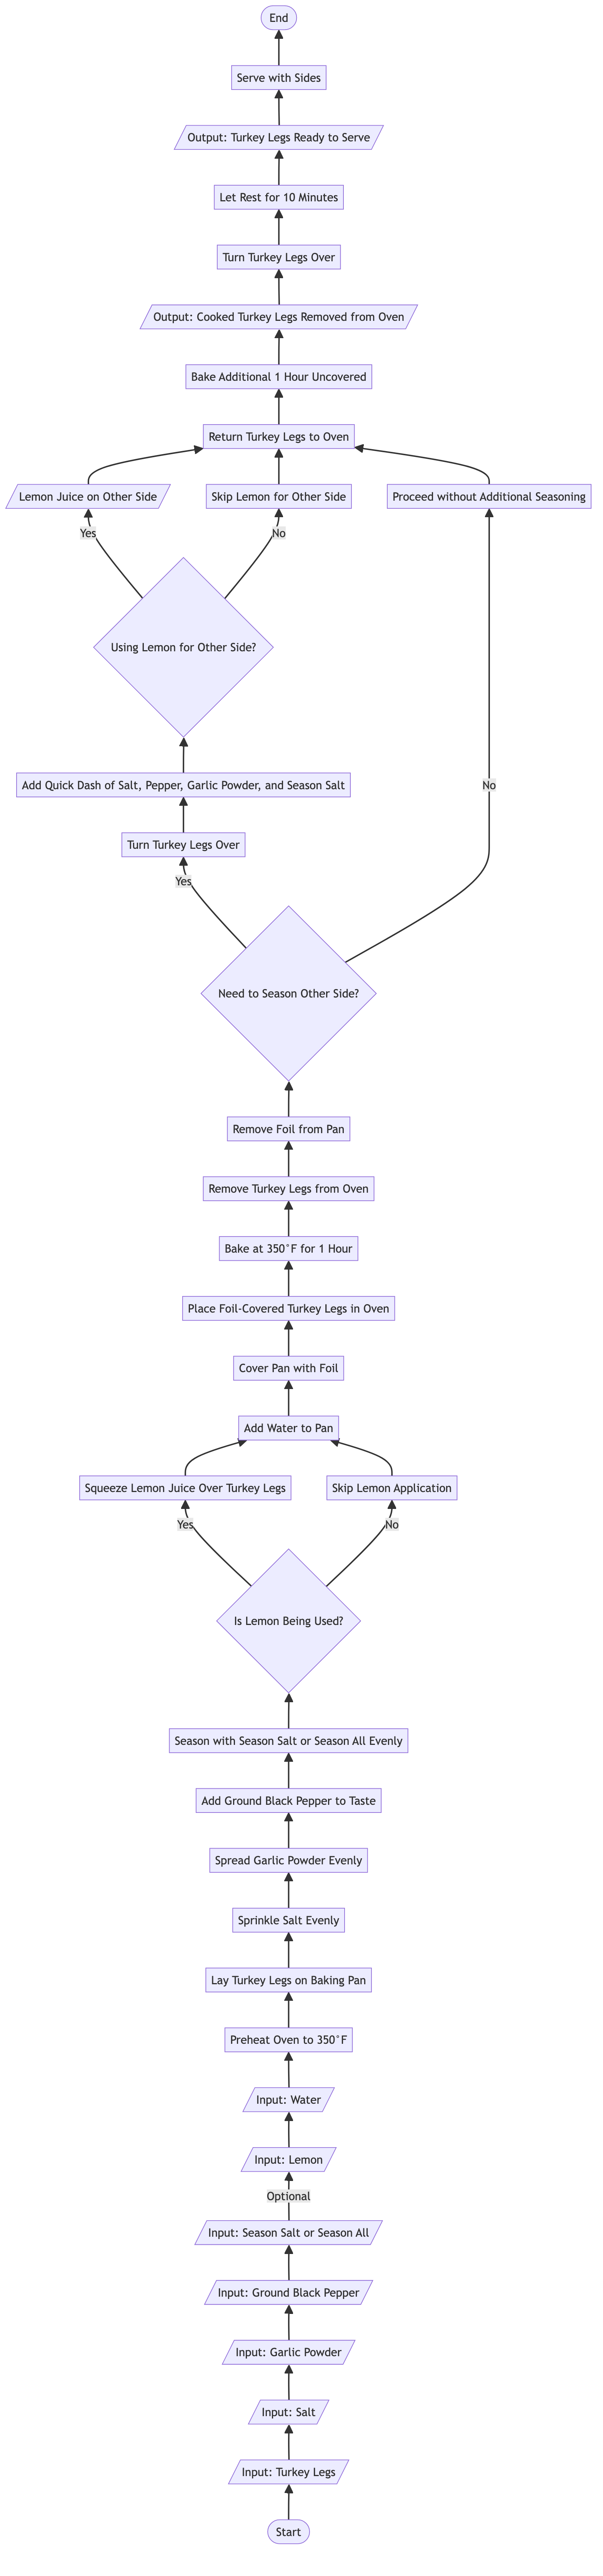 End
Serve with Sides
Output: Turkey Legs Ready to Serve
Let Rest for 10 Minutes
Turn Turkey Legs Over
Output: Cooked Turkey Legs Removed from Oven
Bake Additional 1 Hour Uncovered
Return Turkey Legs to Oven
Lemon Juice on Other Side
Skip Lemon for Other Side
Proceed without Additional Seasoning
Yes
No
Using Lemon for Other Side?
Add Quick Dash of Salt, Pepper, Garlic Powder, and Season Salt
No
Turn Turkey Legs Over
Yes
Need to Season Other Side?
Remove Foil from Pan
Remove Turkey Legs from Oven
Bake at 350°F for 1 Hour
Place Foil-Covered Turkey Legs in Oven
Cover Pan with Foil
Add Water to Pan
Squeeze Lemon Juice Over Turkey Legs
Skip Lemon Application
Yes
No
Is Lemon Being Used?
Season with Season Salt or Season All Evenly
Add Ground Black Pepper to Taste
Spread Garlic Powder Evenly
Sprinkle Salt Evenly
Lay Turkey Legs on Baking Pan
Preheat Oven to 350°F
Input: Water
Input: Lemon
Optional
Input: Season Salt or Season All
Input: Ground Black Pepper
Input: Garlic Powder
Input: Salt
Input: Turkey Legs
Start